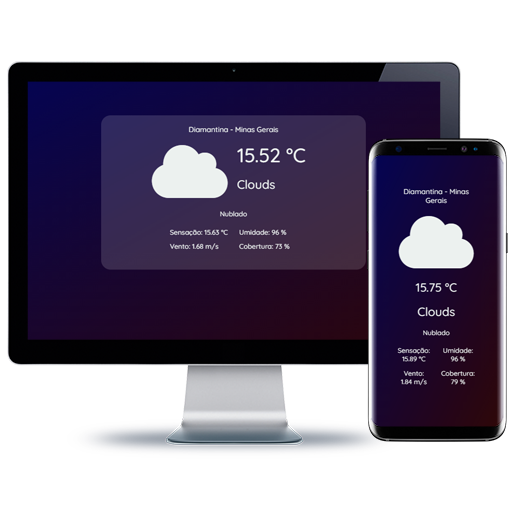 Diamantina - Minas Gerais
15.52 °C
Clouds
Nublado
Sensação: 15.63 °C Umidade: 96 %
Vento: 1.68 m/s Cobertura: 73 %
Diamantina - Minas
Gerais
15.75 °C
Clouds
Nublado
Sensação: Umidade:
15.89 °C 96 %
Vento: Cobertura:
1.84 m/s 79 %